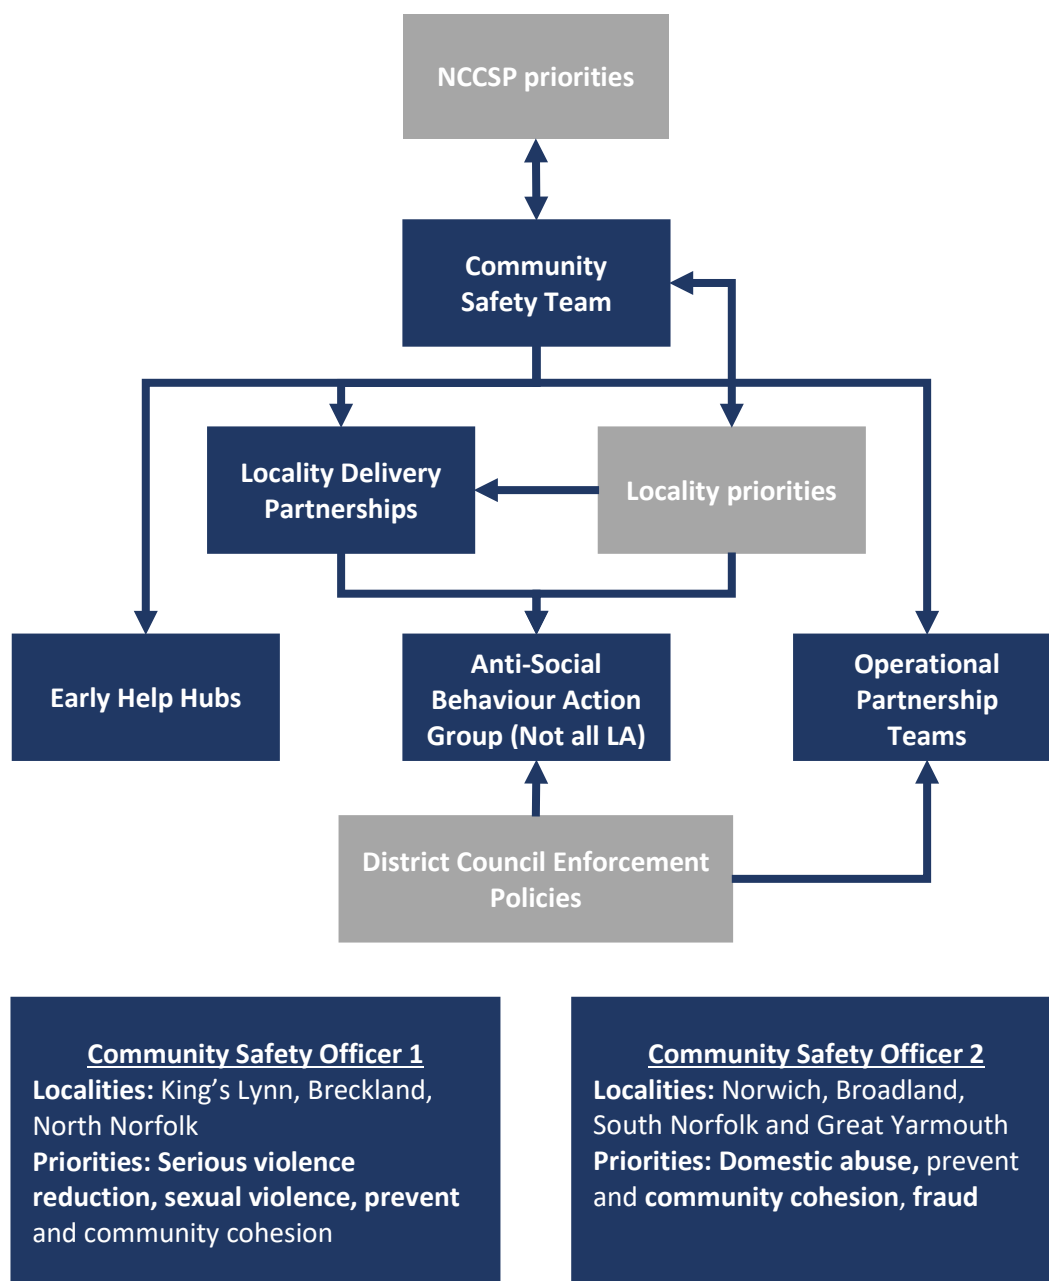 NCCSP priorities
Community
Safety Team
Locality Delivery
Partnerships
Locality priorities
Early Help Hubs
Anti-Social
Behaviour Action
Group (Not all LA)
Operational
Partnership
Teams
District Council Enforcement
Policies
Community Safety Officer 1
Localities: King’s Lynn, Breckland,
North Norfolk
Priorities: Serious violence
reduction, sexual violence, prevent
and community cohesion
Community Safety Officer 2
Localities: Norwich, Broadland,
South Norfolk and Great Yarmouth
Priorities: Domestic abuse, prevent
and community cohesion, fraud